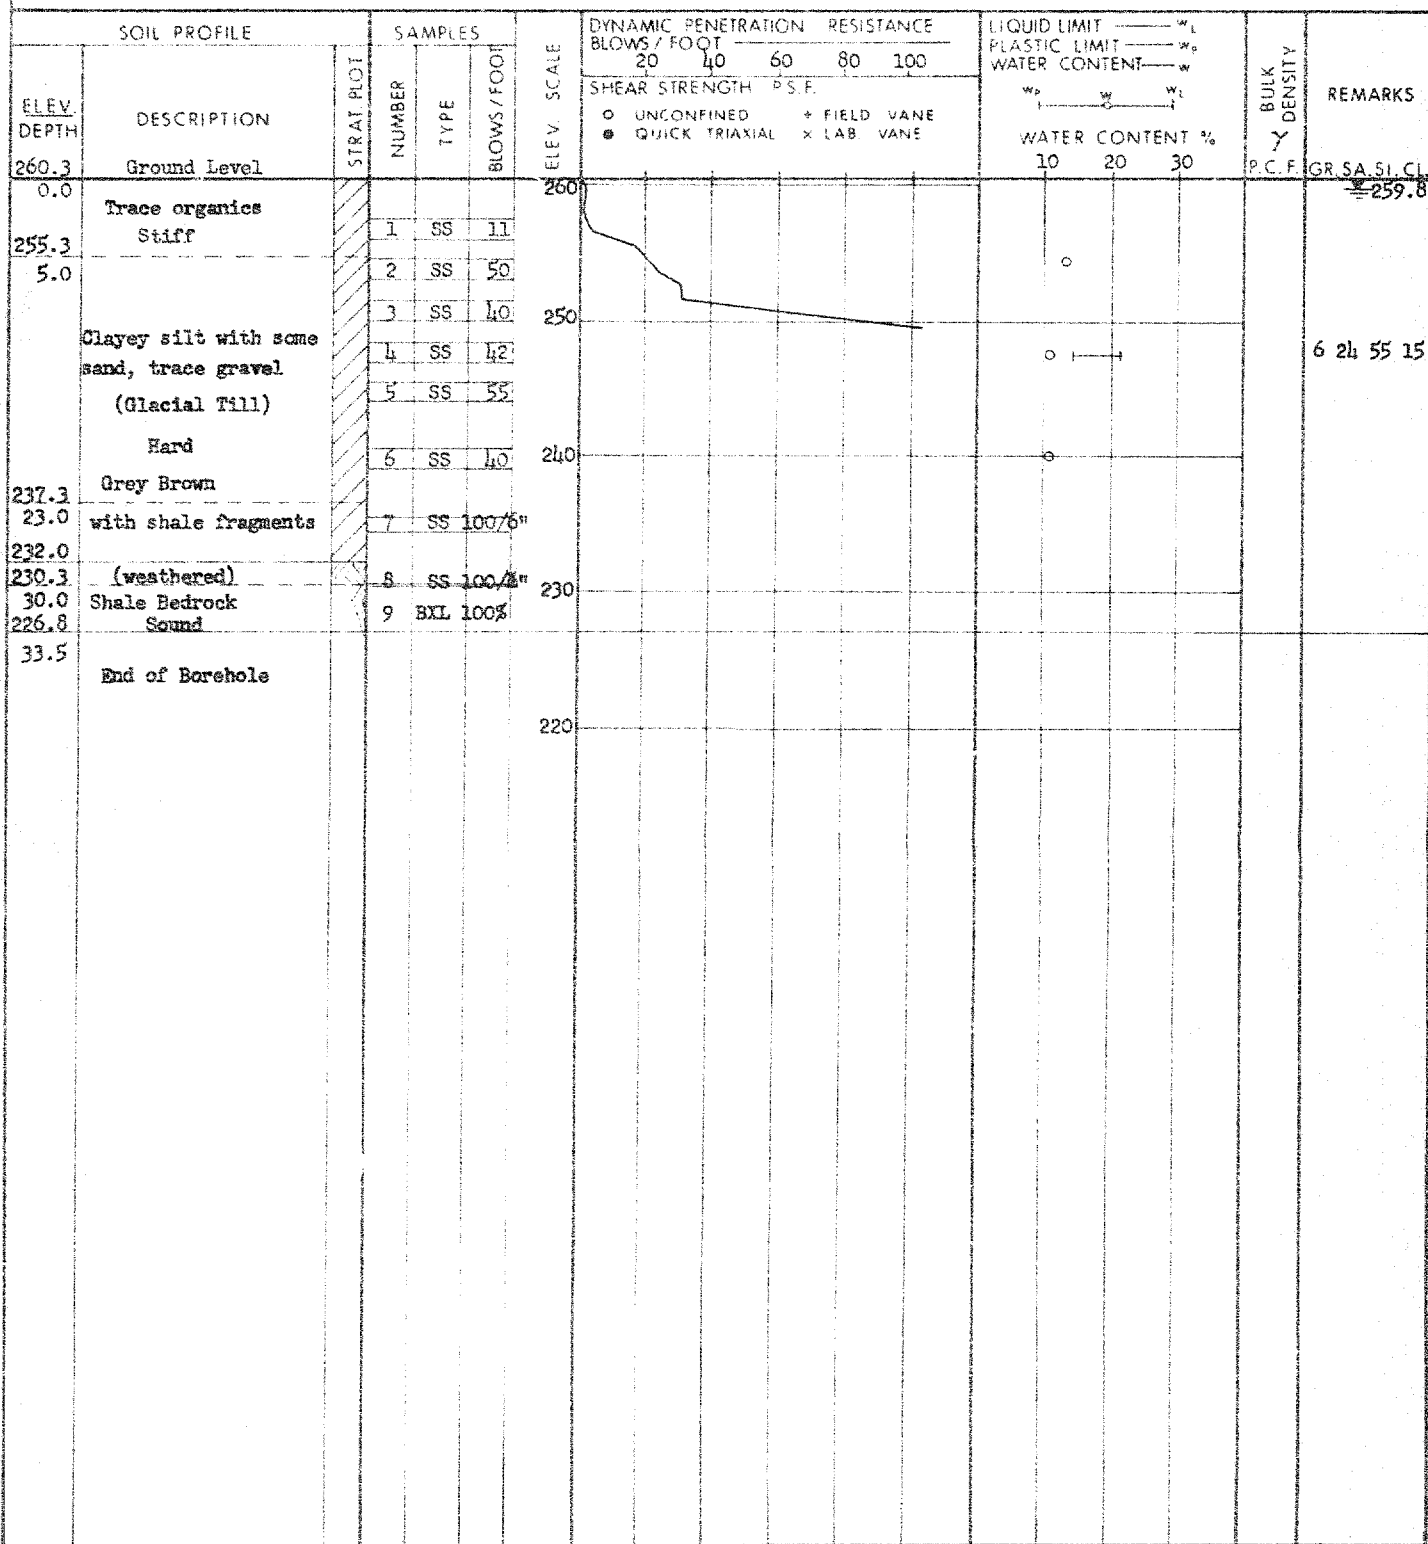 SOIL PROFILE
SAMPLES
DYNAMIC PENETRATION RESISTANCE
BLOWS / FOOT
20 40 60 80 100
SHEAR STRENGTH P.S.F.
○ UNCONFINED + FIELD VANE
● QUICK TRIAXIAL × LAB. VANE
LIQUID LIMIT wL
PLASTIC LIMIT wp
WATER CONTENT w
wp w wL
WATER CONTENT %
10 20 30
BULK DENSITY
γ
P.C.F.
REMARKS
GR. SA. SI. CL
ELEV.
DEPTH
DESCRIPTION
STRAT. PLOT
NUMBER
TYPE
BLOWS / FOOT
ELEV. SCALE
260.3 Ground Level
0.0
260
259.8
Trace organics
Stiff
1 SS 11
255.3
5.0
2 SS 50
3 SS 40
250
Clayey silt with some
sand, trace gravel
4 SS 42
6 24 55 15
(Glacial Till)
5 SS 55
Hard
6 SS 40
240
Grey Brown
237.3
23.0
with shale fragments
7 SS 100/6"
232.0
230.3
(weathered)
8 SS
230
30.0
Shale Bedrock
Sound
9 BXL 100%
226.8
33.5
End of Borehole
220